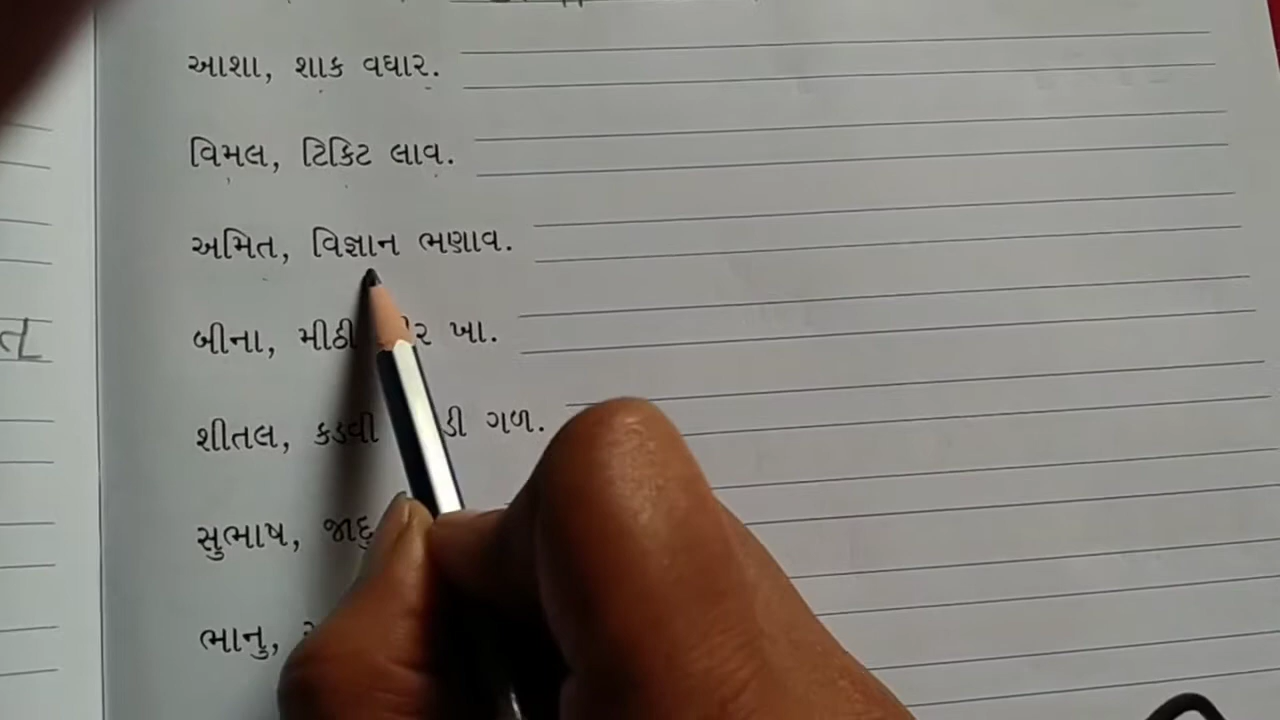 આશા, શાક વઘાર.
વિમલ, ટિકિટ લાવ.
અમિત, વિજ્ઞાન ભણાવ.
બીના, મીઠી ખા.
શીતલ, કડવી ગળ.
સુભાષ, જાદુ
ભાનુ,